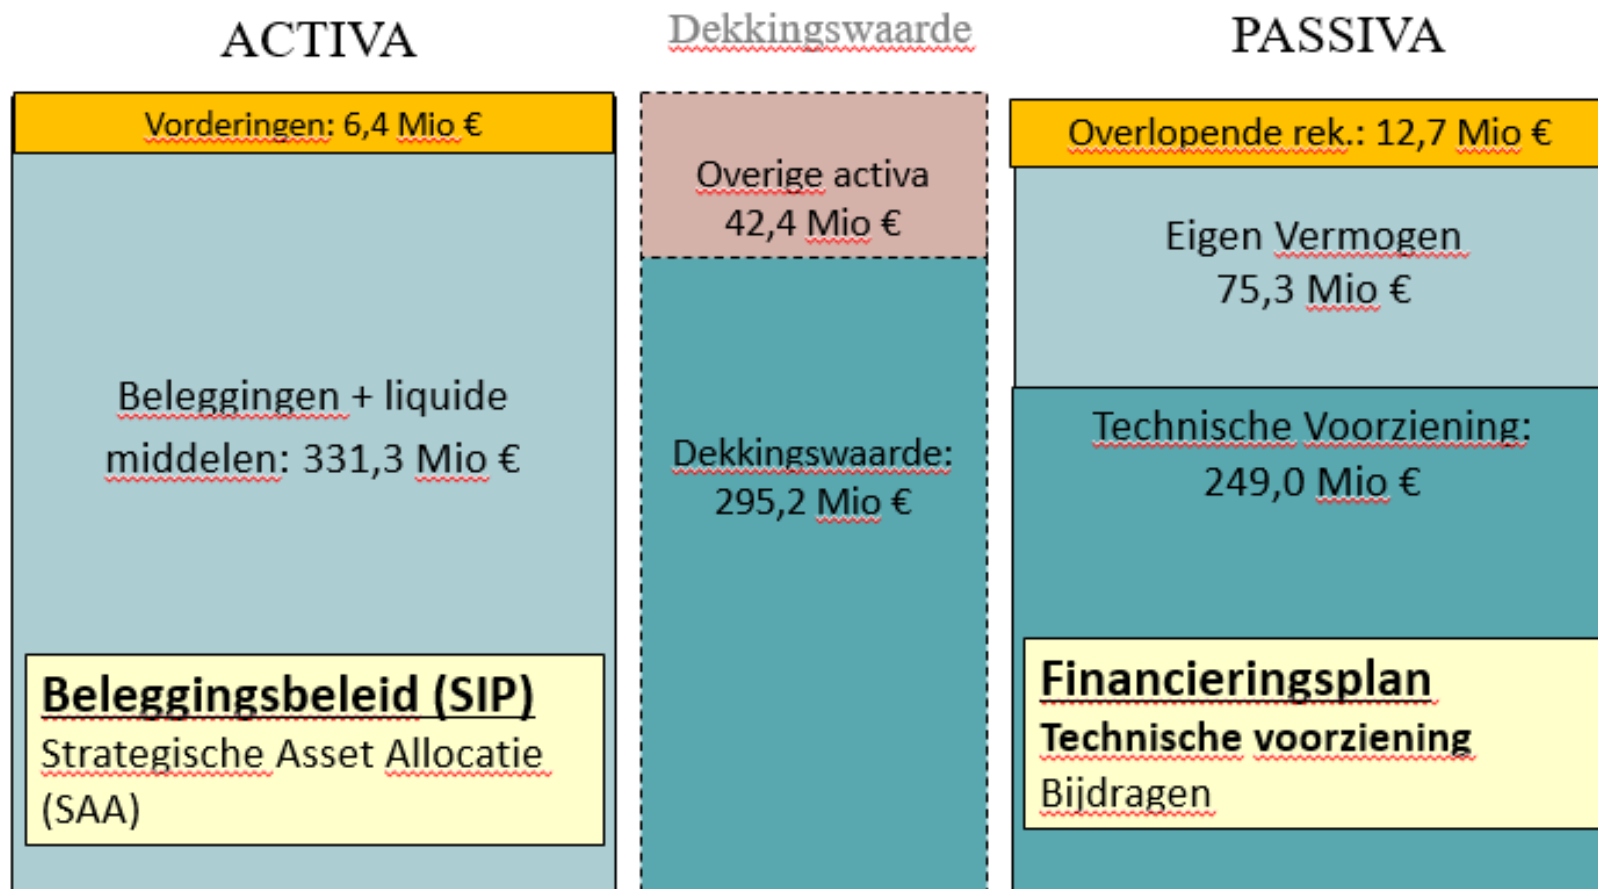 ACTIVA
Vorderingen: 6,4 Mio €
Beleggingen + liquide
middelen: 331,3 Mio €
Beleggingsbeleid (SIP)
Strategische Asset Allocatie
(SAA)
Dekkingswaarde
Overige activa
42,4 Mio €
Dekkingswaarde:
295,2 Mio €
PASSIVA
Overlopende rek.: 12,7 Mio €
Eigen Vermogen
75,3 Mio €
Technische Voorziening:
249,0 Mio €
Financieringsplan
Technische voorziening
Bijdragen